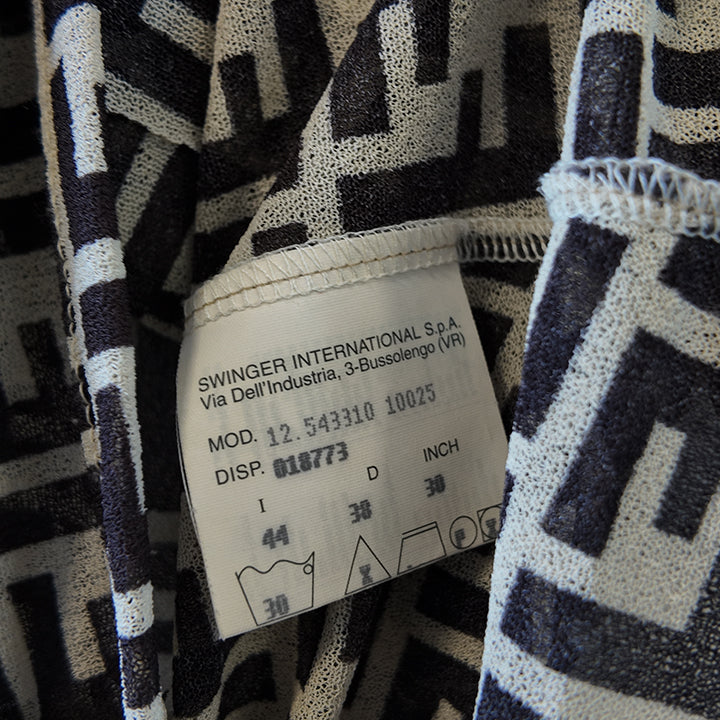 SWINGER INTERNATIONAL S.p.A.
Via Dell'Industria, 3-Bussolengo (VR)
MOD. 12.543310 10025
DISP. 018773
I D INCH
44 38 30
30 X F X